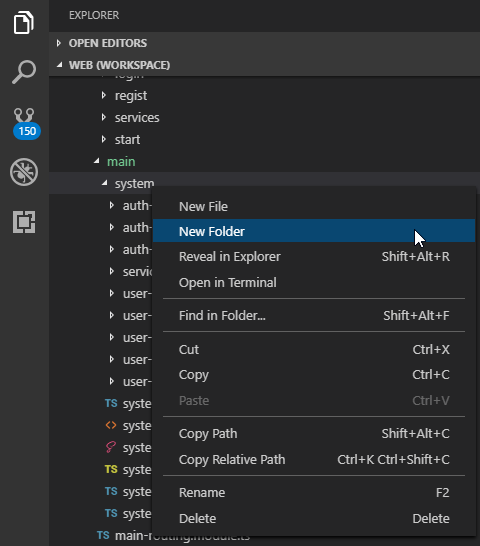 EXPLORER
OPEN EDITORS
WEB (WORKSPACE)
login
regist
services
start
150
main
system
auth-
auth-
auth-
servic
user-
user-
user-
user-
TS syste
<> syste
syste
TS syste
TS syste
TS syste
TS main-routing.module.ts
New File
New Folder
Reveal in Explorer Shift+Alt+R
Open in Terminal
Find in Folder... Shift+Alt+F
Cut Ctrl+X
Copy Ctrl+C
Paste Ctrl+V
Copy Path Shift+Alt+C
Copy Relative Path Ctrl+K Ctrl+Shift+C
Rename F2
Delete Delete